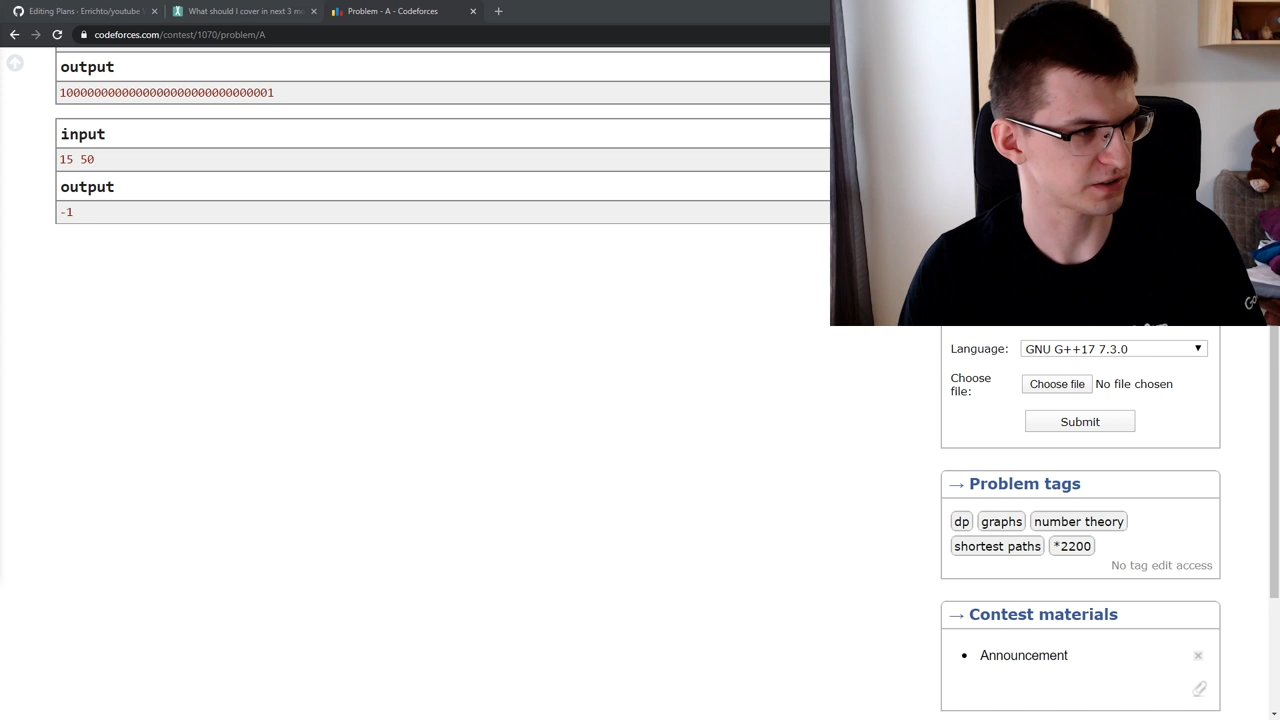 Editing Plans - Errichto/youtube
What should I cover in next 3 mo
Problem - A - Codeforces
codeforces.com/contest/1070/problem/A
output
input
15 50
output
-1
Language: GNU G++17 7.3.0
Choose file: Choose file No file chosen
Submit
→ Problem tags
dp graphs number theory
shortest paths *2200
No tag edit access
→ Contest materials
Announcement